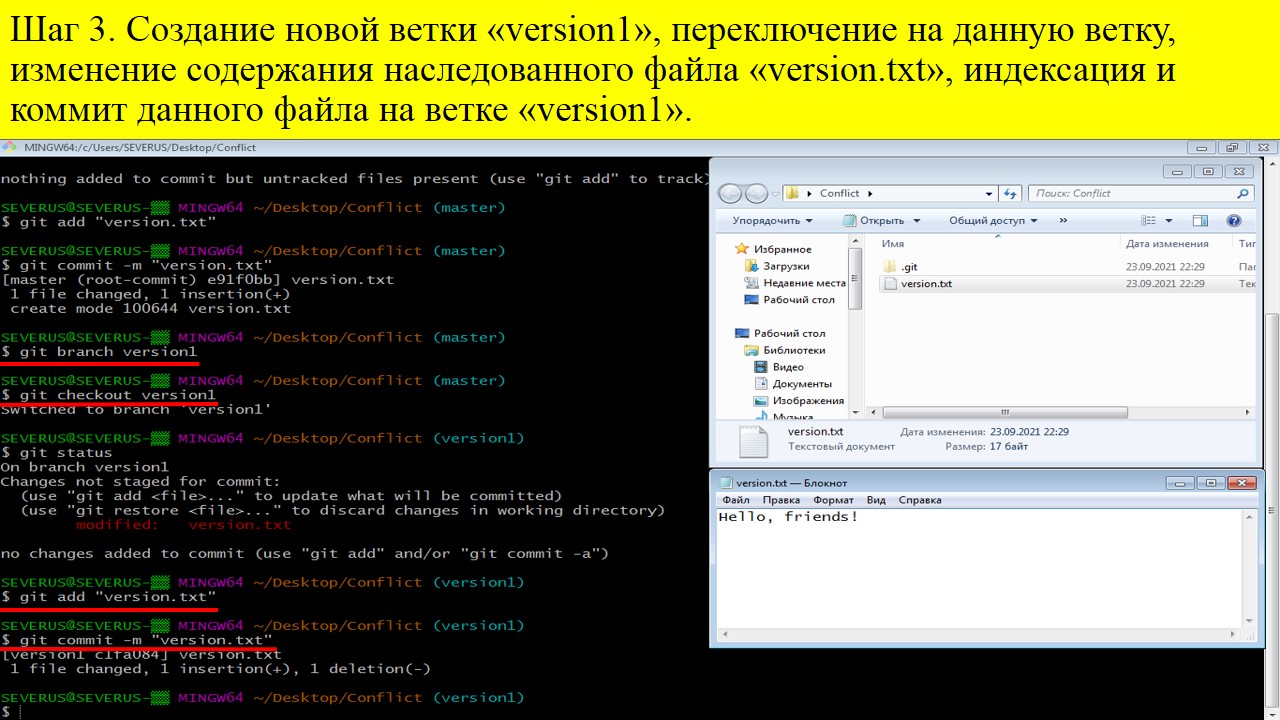 Шаг 3. Создание новой ветки «version1», переключение на данную ветку,
изменение содержания наследованного файла «version.txt», индексация и
коммит данного файла на ветке «version1».
MINGW64:/c/Users/SEVERUS/Desktop/Conflict
nothing added to commit but untracked files present (use "git add" to track)
SEVERUS@SEVERUS-▒▒ MINGW64 ~/Desktop/Conflict (master)
$ git add "version.txt"
SEVERUS@SEVERUS-▒▒ MINGW64 ~/Desktop/Conflict (master)
$ git commit -m "version.txt"
[master (root-commit) e91f0bb] version.txt
1 file changed, 1 insertion(+)
create mode 100644 version.txt
SEVERUS@SEVERUS-▒▒ MINGW64 ~/Desktop/Conflict (master)
$ git branch version1
SEVERUS@SEVERUS-▒▒ MINGW64 ~/Desktop/Conflict (master)
$ git checkout version1
Switched to branch 'version1'
SEVERUS@SEVERUS-▒▒ MINGW64 ~/Desktop/Conflict (version1)
$ git status
On branch version1
Changes not staged for commit:
(use "git add <file>..." to update what will be committed)
(use "git restore <file>..." to discard changes in working directory)
modified: version.txt
no changes added to commit (use "git add" and/or "git commit -a")
SEVERUS@SEVERUS-▒▒ MINGW64 ~/Desktop/Conflict (version1)
$ git add "version.txt"
SEVERUS@SEVERUS-▒▒ MINGW64 ~/Desktop/Conflict (version1)
$ git commit -m "version.txt"
[version1 c1fa084] version.txt
1 file changed, 1 insertion(+), 1 deletion(-)
SEVERUS@SEVERUS-▒▒ MINGW64 ~/Desktop/Conflict (version1)
$
Conflict
Поиск: Conflict
Упорядочить Открыть Общий доступ »
Избранное
Загрузки
Недавние места
Рабочий стол
Рабочий стол
Библиотеки
Видео
Документы
Изображения
Музыка
Имя Дата изменения Тип
.git 23.09.2021 22:29 Пап
version.txt 23.09.2021 22:29 Тек
version.txt Дата изменения: 23.09.2021 22:29
Текстовый документ Размер: 17 байт
version.txt — Блокнот
Файл Правка Формат Вид Справка
Hello, friends!